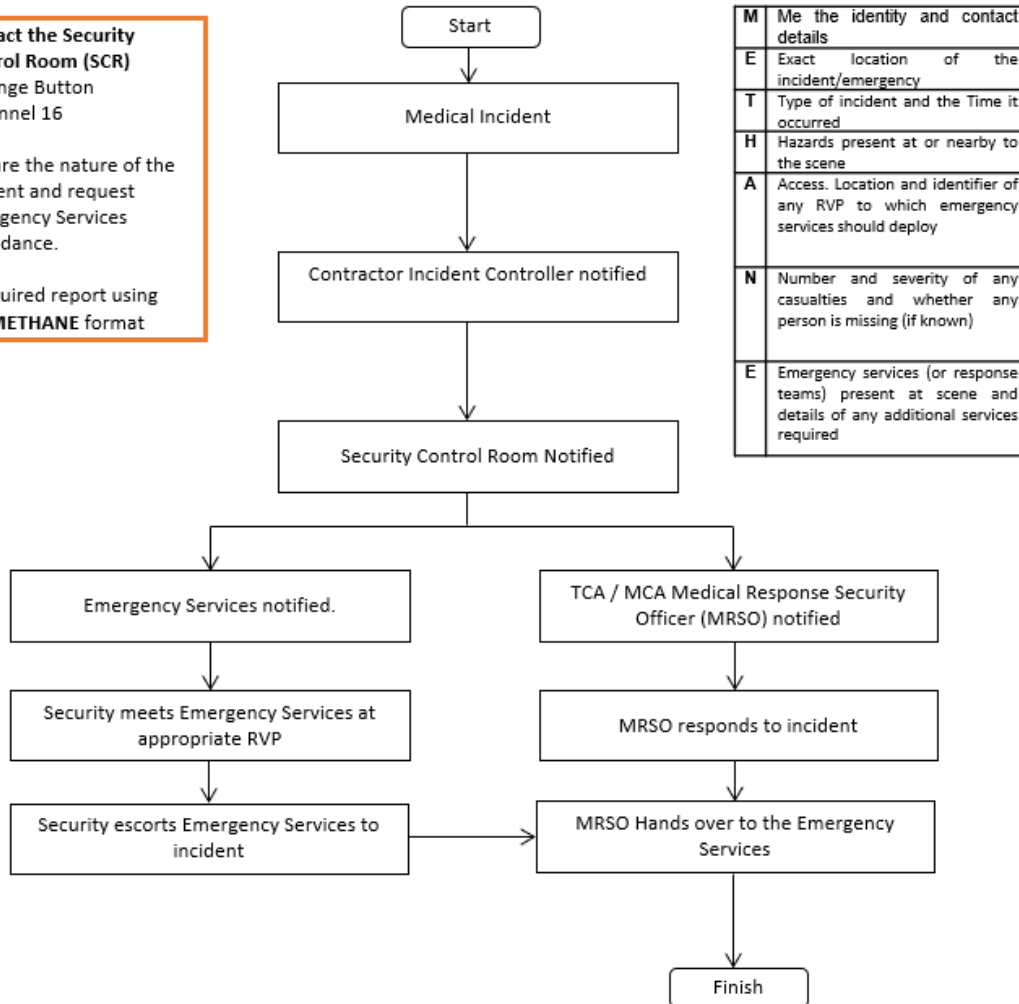 act the Security
rol Room (SCR)
nge Button
nnel 16
re the nature of the
ent and request
gency Services
dance.
uired report using
METHANE format
Start
Medical Incident
Contractor Incident Controller notified
Security Control Room Notified
Emergency Services notified.
TCA / MCA Medical Response Security
Officer (MRSO) notified
Security meets Emergency Services at
appropriate RVP
MRSO responds to incident
Security escorts Emergency Services to
incident
MRSO Hands over to the Emergency
Services
Finish
M Me the identity and contact
details
E Exact location of the
incident/emergency
T Type of incident and the Time it
occurred
H Hazards present at or nearby to
the scene
A Access. Location and identifier of
any RVP to which emergency
services should deploy
N Number and severity of any
casualties and whether any
person is missing (if known)
E Emergency services (or response
teams) present at scene and
details of any additional services
required